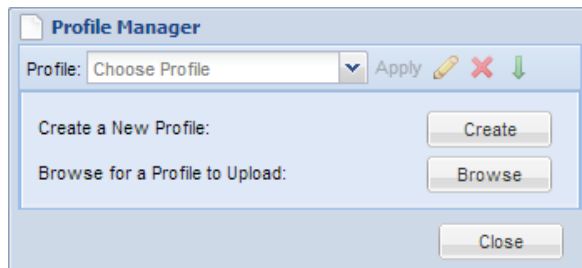 Profile Manager
Profile: Choose Profile Apply
Create a New Profile: Create
Browse for a Profile to Upload: Browse
Close